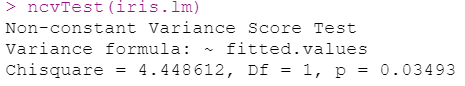 > ncvTest(iris.lm)
Non-constant Variance Score Test
Variance formula: ~ fitted.values
Chisquare = 4.448612, Df = 1, p = 0.03493